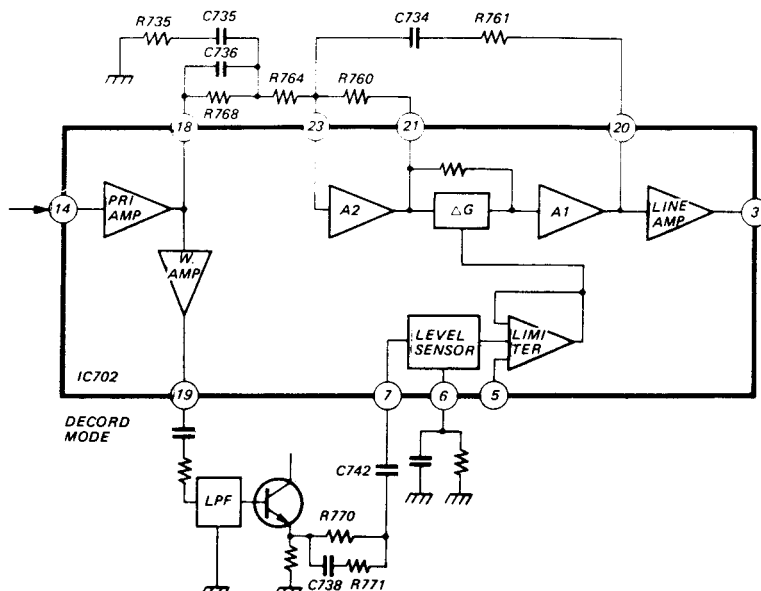 C735
R735
C736
C734
R761
R764
R760
R768
18
23
21
20
14
PRI
AMP
A2
ΔG
A1
LINE
AMP
3
W.
AMP
LEVEL
SENSOR
LIMI
TER
IC702
19
7
6
5
DECORD
MODE
C742
LPF
R770
C738
R771